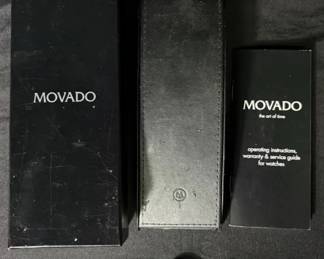 MOVADO
MOVADO
the art of time
operating instructions,
warranty & service guide
for watches